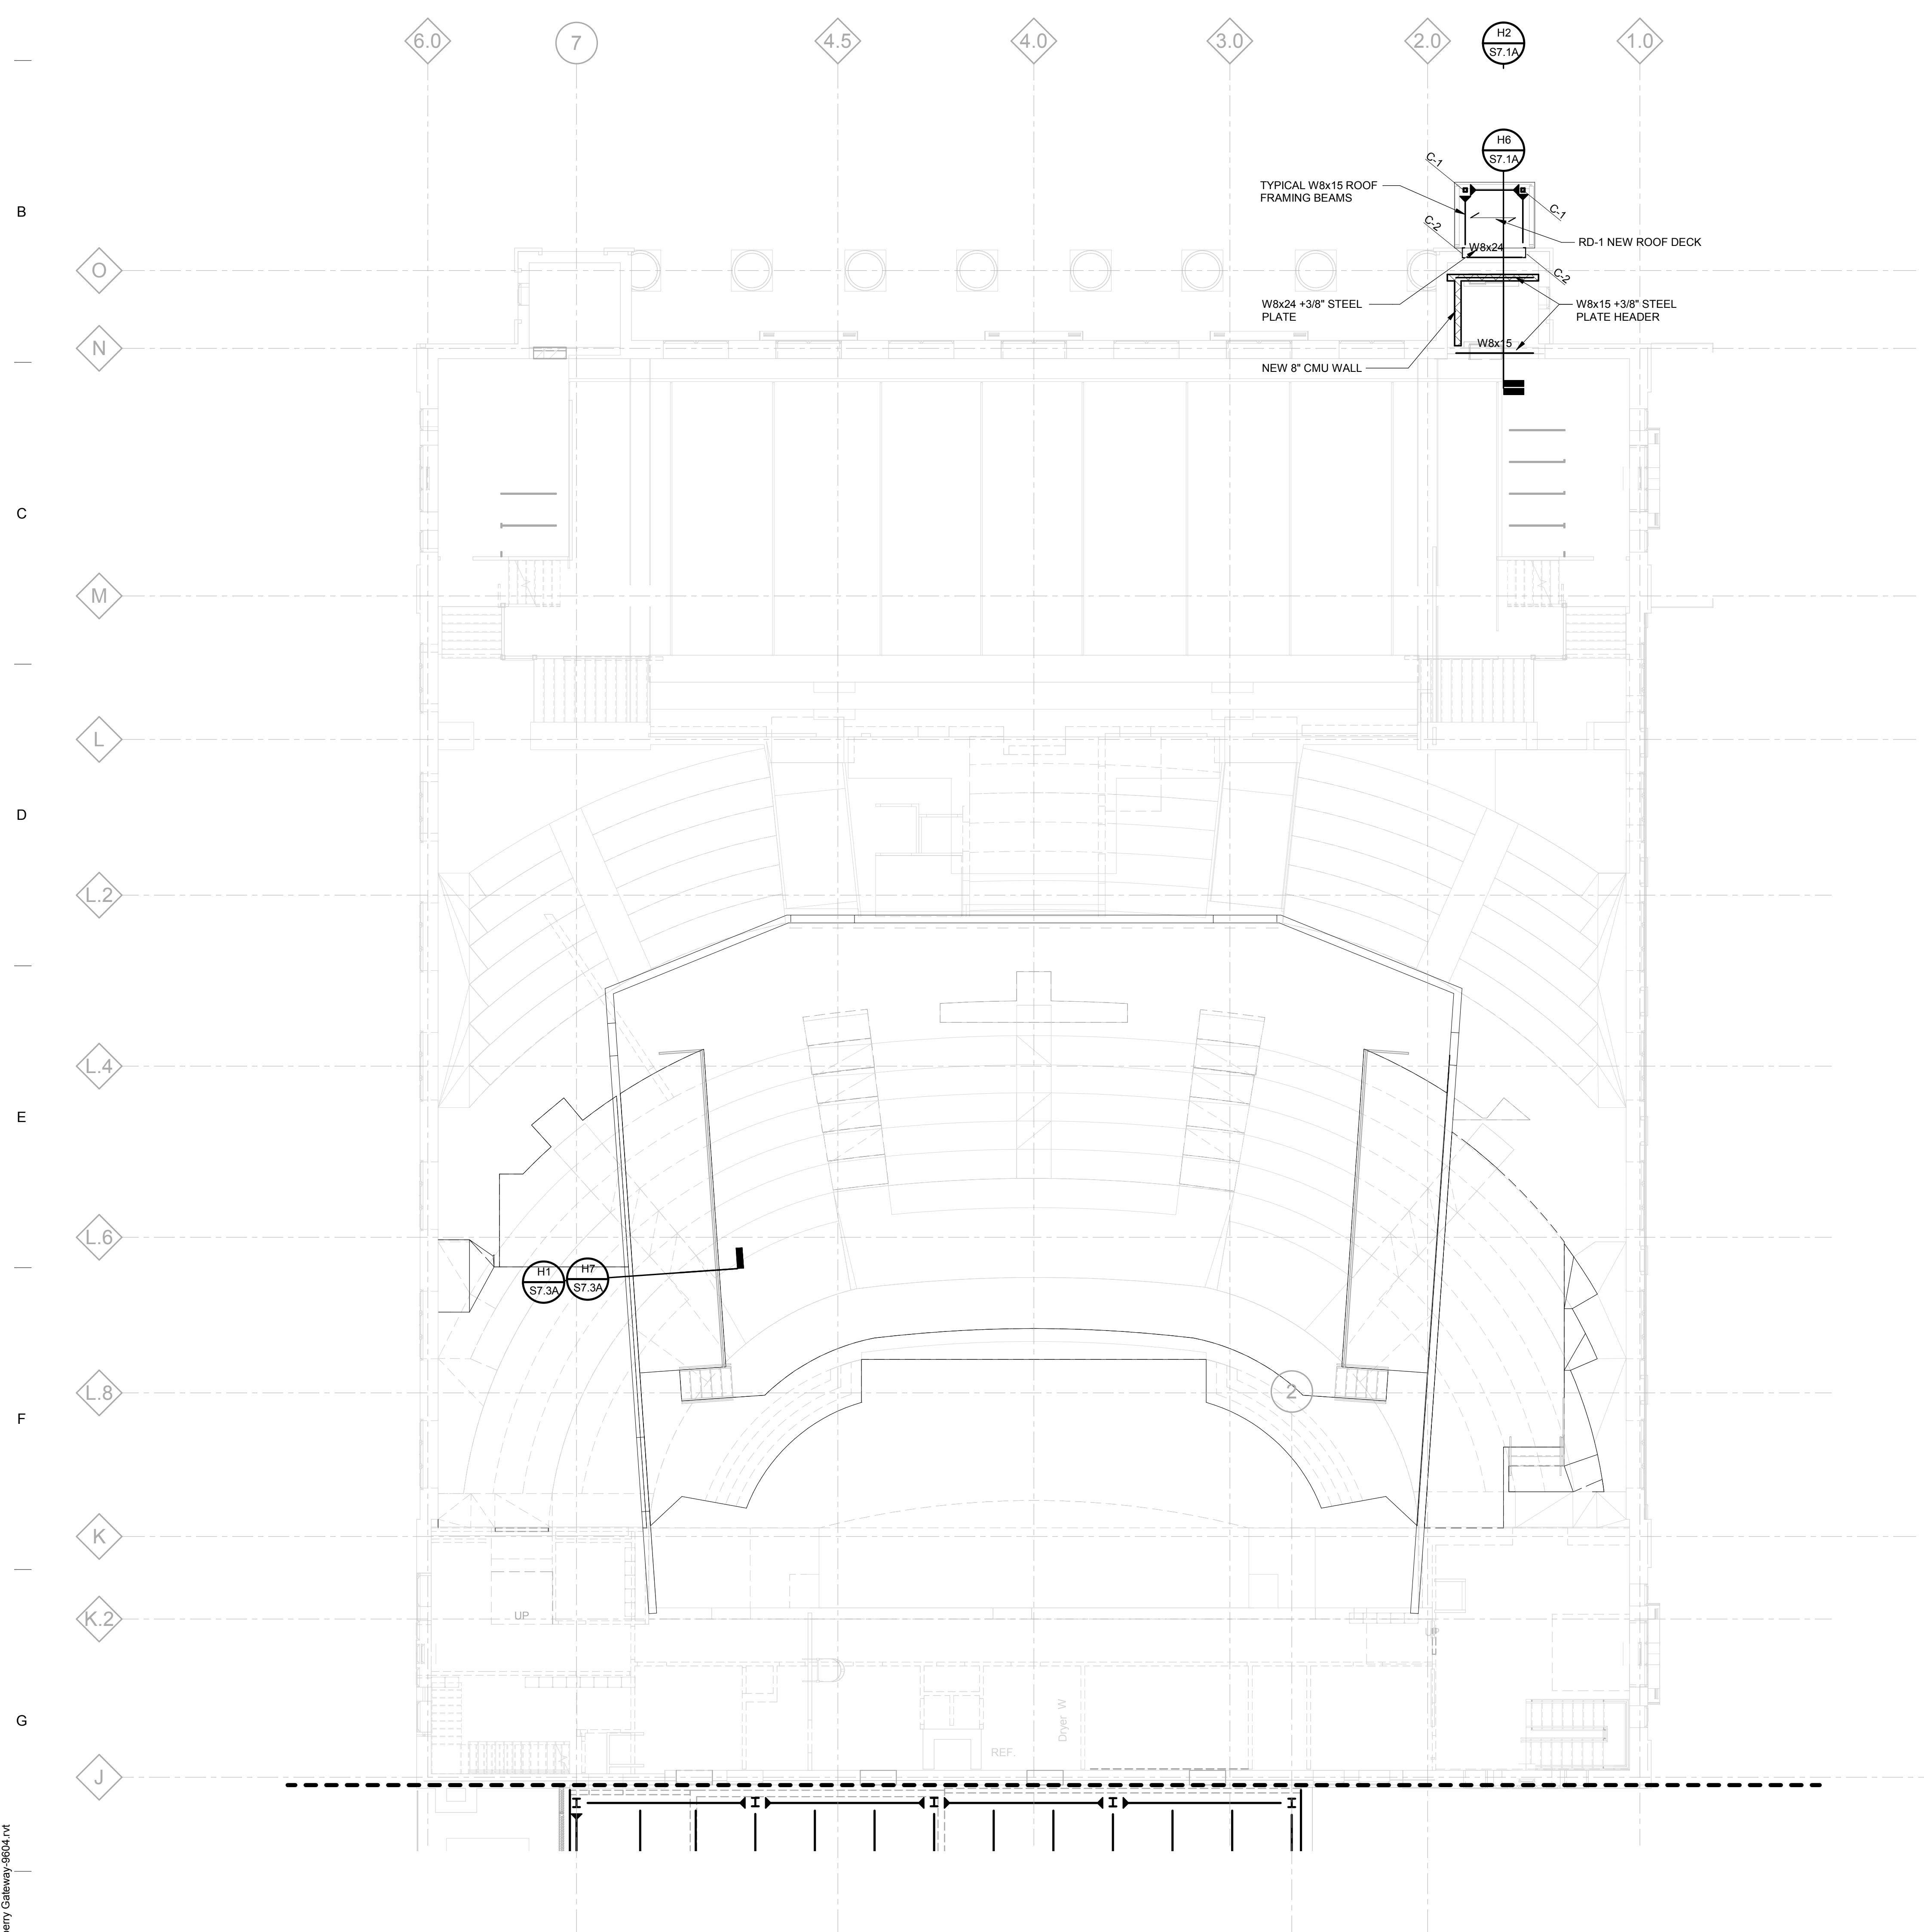 6.0
7
4.5
4.0
3.0
2.0
H2
S7.1A
1.0
H6
S7.1A
C-1
TYPICAL W8x15 ROOF
FRAMING BEAMS
B
C-1
C-2
RD-1 NEW ROOF DECK
W8x24
O
C-2
W8x24 +3/8" STEEL
PLATE
W8x15 +3/8" STEEL
PLATE HEADER
N
W8x15
NEW 8" CMU WALL
C
M
L
D
L.2
L.4
E
L.6
H1
S7.3A
H7
S7.3A
L.8
2
F
K
UP
K.2
Dryer W
G
REF.
J
erry Gateway-9604.rvt